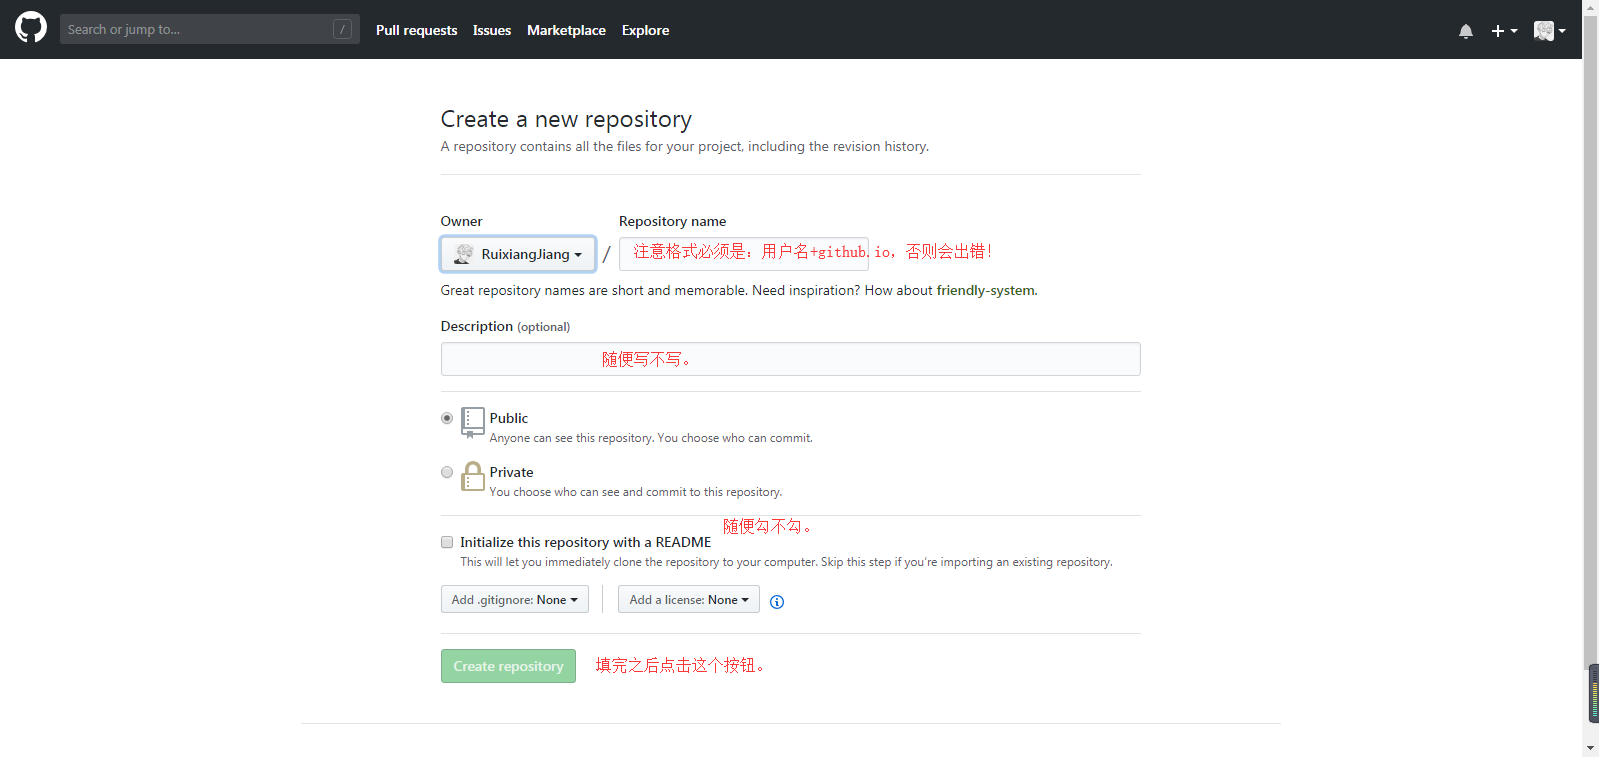 Search or jump to... /
Pull requests Issues Marketplace Explore
Create a new repository
A repository contains all the files for your project, including the revision history.
Owner Repository name
RuixiangJiang / 注意格式必须是：用户名+github.io，否则会出错！
Great repository names are short and memorable. Need inspiration? How about friendly-system.
Description (optional)
随便写不写。
Public
Anyone can see this repository. You choose who can commit.
Private
You choose who can see and commit to this repository.
随便勾不勾。
Initialize this repository with a README
This will let you immediately clone the repository to your computer. Skip this step if you're importing an existing repository.
Add .gitignore: None Add a license: None
Create repository 填完之后点击这个按钮。